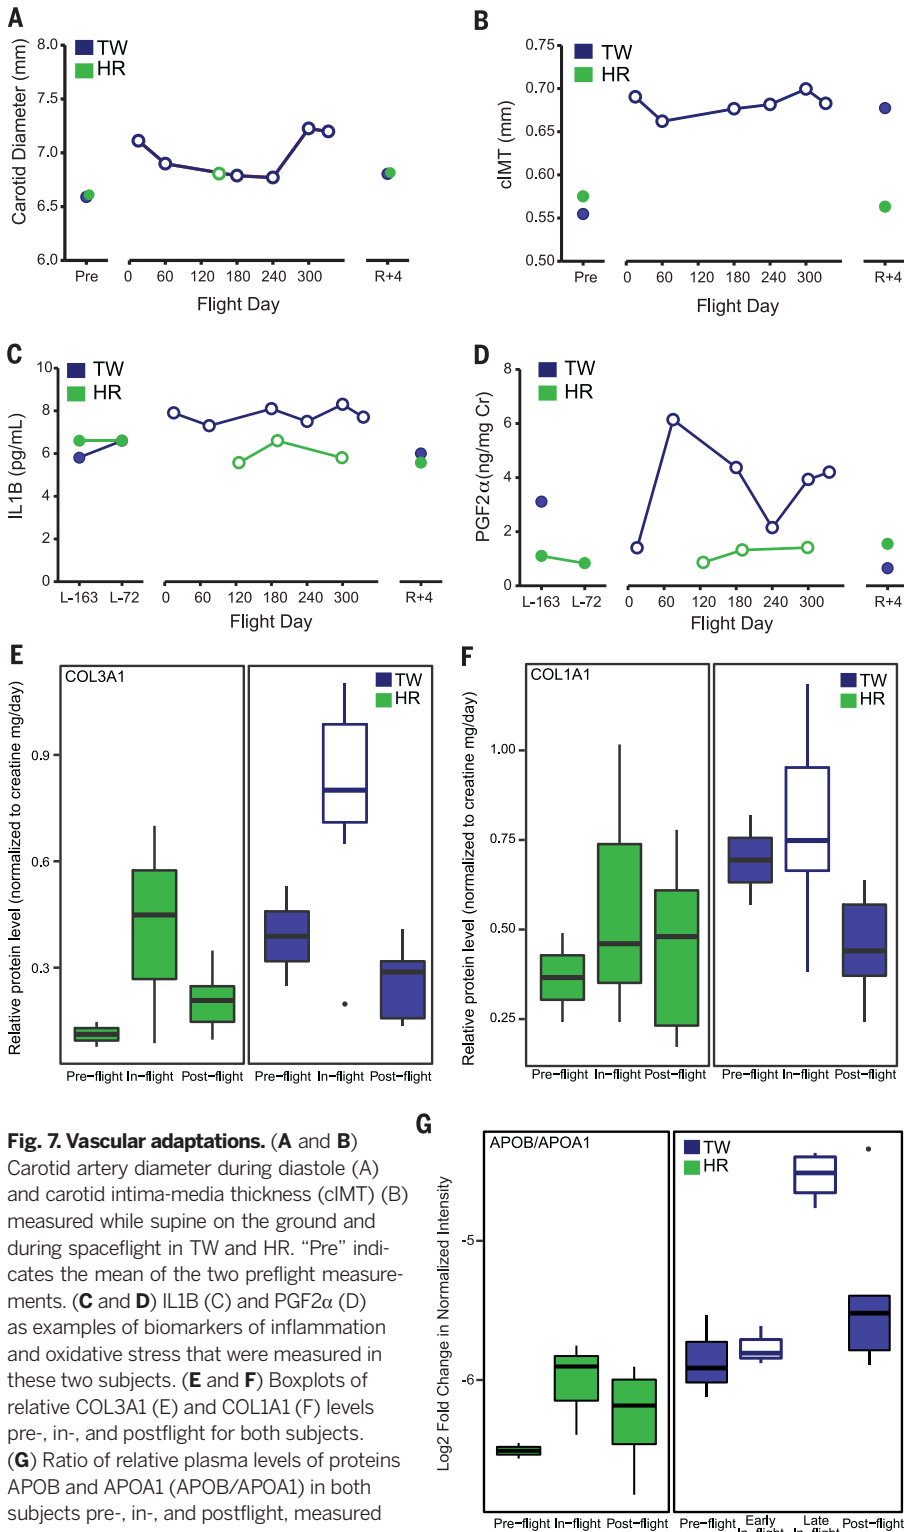 A
TW
HR
Carotid Diameter (mm)
8.0
7.5
7.0
6.5
6.0
Pre
0 60 120 180 240 300
R+4
Flight Day
B
TW
HR
cIMT (mm)
0.75
0.70
0.65
0.60
0.55
0.50
Pre
0 60 120 180 240 300
R+4
Flight Day
C
TW
HR
IL1B (pg/mL)
10
8
6
4
2
0
L-163 L-72
0 60 120 180 240 300
R+4
Flight Day
D
TW
HR
PGF2α(ng/mg Cr)
8
6
4
2
0
L-163 L-72
0 60 120 180 240 300
R+4
Flight Day
E
COL3A1
TW
HR
Relative protein level (normalized to creatine mg/day)
0.9
0.6
0.3
Pre-flight In-flight Post-flight
Pre-flight In-flight Post-flight
F
COL1A1
TW
HR
Relative protein level (normalized to creatine mg/day)
1.00
0.75
0.50
0.25
Pre-flight In-flight Post-flight
Pre-flight In-flight Post-flight
Fig. 7. Vascular adaptations. (A and B)
Carotid artery diameter during diastole (A)
and carotid intima-media thickness (cIMT) (B)
measured while supine on the ground and
during spaceflight in TW and HR. “Pre” indi-
cates the mean of the two preflight measure-
ments. (C and D) IL1B (C) and PGF2α (D)
as examples of biomarkers of inflammation
and oxidative stress that were measured in
these two subjects. (E and F) Boxplots of
relative COL3A1 (E) and COL1A1 (F) levels
pre-, in-, and postflight for both subjects.
(G) Ratio of relative plasma levels of proteins
APOB and APOA1 (APOB/APOA1) in both
subjects pre-, in-, and postflight, measured
G
APOB/APOA1
TW
HR
Log2 Fold Change in Normalized Intensity
-5
-6
Pre-flight In-flight Post-flight
Pre-flight Early In-flight Late In-flight Post-flight